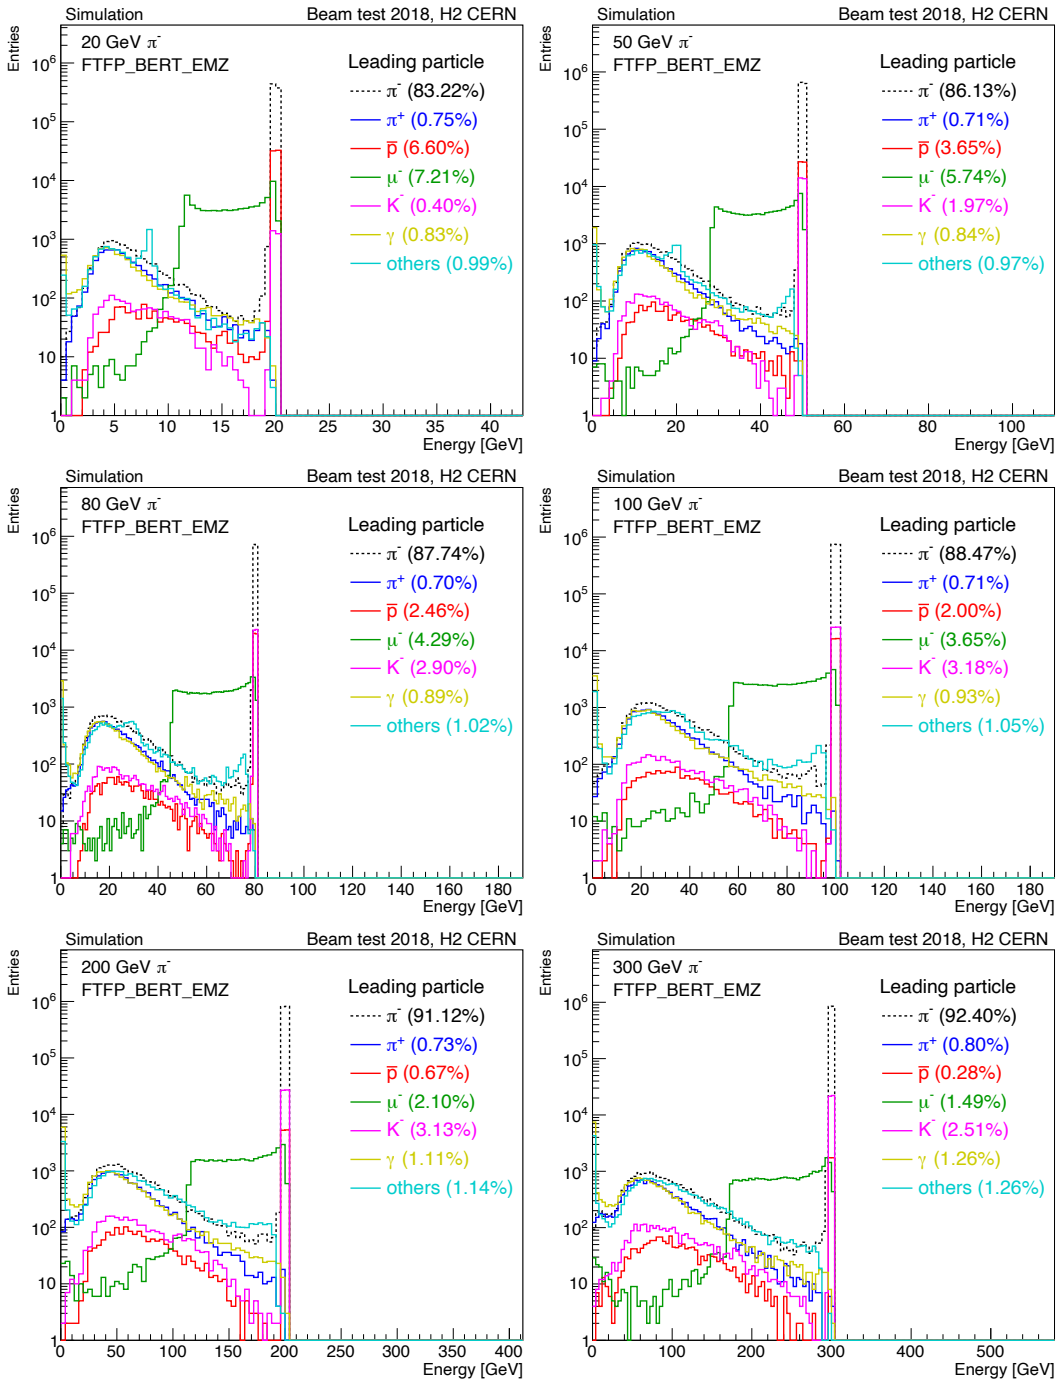 Simulation Beam test 2018, H2 CERN
Entries
20 GeV π⁻
FTFP_BERT_EMZ
Leading particle
π⁻ (83.22%)
π⁺ (0.75%)
p̅ (6.60%)
μ⁻ (7.21%)
K⁻ (0.40%)
γ (0.83%)
others (0.99%)
10⁶
10⁵
10⁴
10³
10²
10
1
0 5 10 15 20 25 30 35 40
Energy [GeV]
Simulation Beam test 2018, H2 CERN
Entries
50 GeV π⁻
FTFP_BERT_EMZ
Leading particle
π⁻ (86.13%)
π⁺ (0.71%)
p̅ (3.65%)
μ⁻ (5.74%)
K⁻ (1.97%)
γ (0.84%)
others (0.97%)
10⁶
10⁵
10⁴
10³
10²
10
1
0 20 40 60 80 100
Energy [GeV]
Simulation Beam test 2018, H2 CERN
Entries
80 GeV π⁻
FTFP_BERT_EMZ
Leading particle
π⁻ (87.74%)
π⁺ (0.70%)
p̅ (2.46%)
μ⁻ (4.29%)
K⁻ (2.90%)
γ (0.89%)
others (1.02%)
10⁶
10⁵
10⁴
10³
10²
10
1
0 20 40 60 80 100 120 140 160 180
Energy [GeV]
Simulation Beam test 2018, H2 CERN
Entries
100 GeV π⁻
FTFP_BERT_EMZ
Leading particle
π⁻ (88.47%)
π⁺ (0.71%)
p̅ (2.00%)
μ⁻ (3.65%)
K⁻ (3.18%)
γ (0.93%)
others (1.05%)
10⁶
10⁵
10⁴
10³
10²
10
1
0 20 40 60 80 100 120 140 160 180
Energy [GeV]
Simulation Beam test 2018, H2 CERN
Entries
200 GeV π⁻
FTFP_BERT_EMZ
Leading particle
π⁻ (91.12%)
π⁺ (0.73%)
p̅ (0.67%)
μ⁻ (2.10%)
K⁻ (3.13%)
γ (1.11%)
others (1.14%)
10⁶
10⁵
10⁴
10³
10²
10
1
0 50 100 150 200 250 300 350 400
Energy [GeV]
Simulation Beam test 2018, H2 CERN
Entries
300 GeV π⁻
FTFP_BERT_EMZ
Leading particle
π⁻ (92.40%)
π⁺ (0.80%)
p̅ (0.28%)
μ⁻ (1.49%)
K⁻ (2.51%)
γ (1.26%)
others (1.26%)
10⁶
10⁵
10⁴
10³
10²
10
1
0 100 200 300 400 500
Energy [GeV]